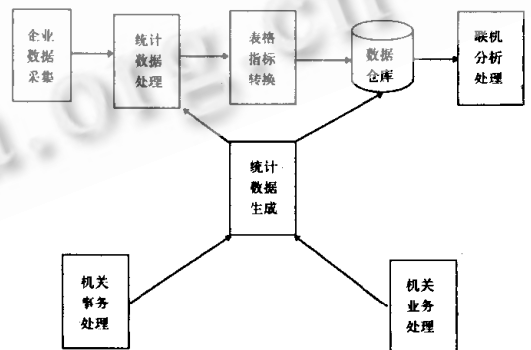 企业
数据
采集
统计
数据
处理
表格
指标
转换
数据
仓库
联机
分析
处理
统计
数据
生成
机关
事务
处理
机关
业务
处理